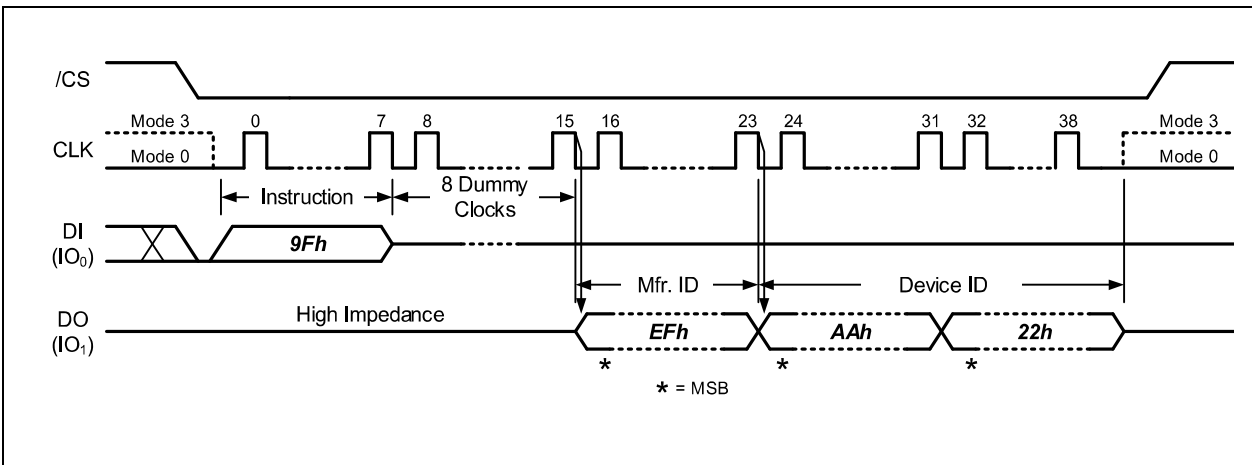 /CS
Mode 3 0 7 8 15 16 23 24 31 32 38 Mode 3
CLK
Mode 0 Mode 0
Instruction 8 Dummy Clocks
DI
(IO0)
9Fh
Mfr. ID Device ID
DO
(IO1)
High Impedance EFh AAh 22h
* * *
* = MSB